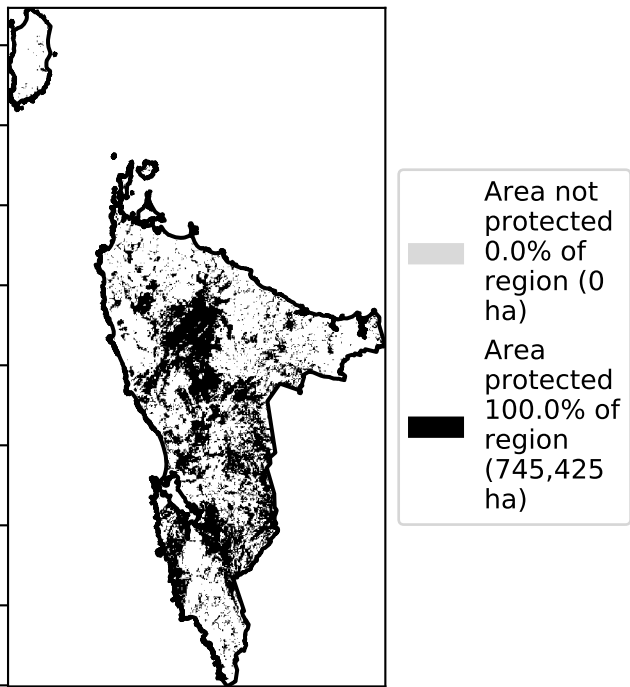 Area not
protected
0.0% of
region (0
ha)
Area
protected
100.0% of
region
(745,425
ha)